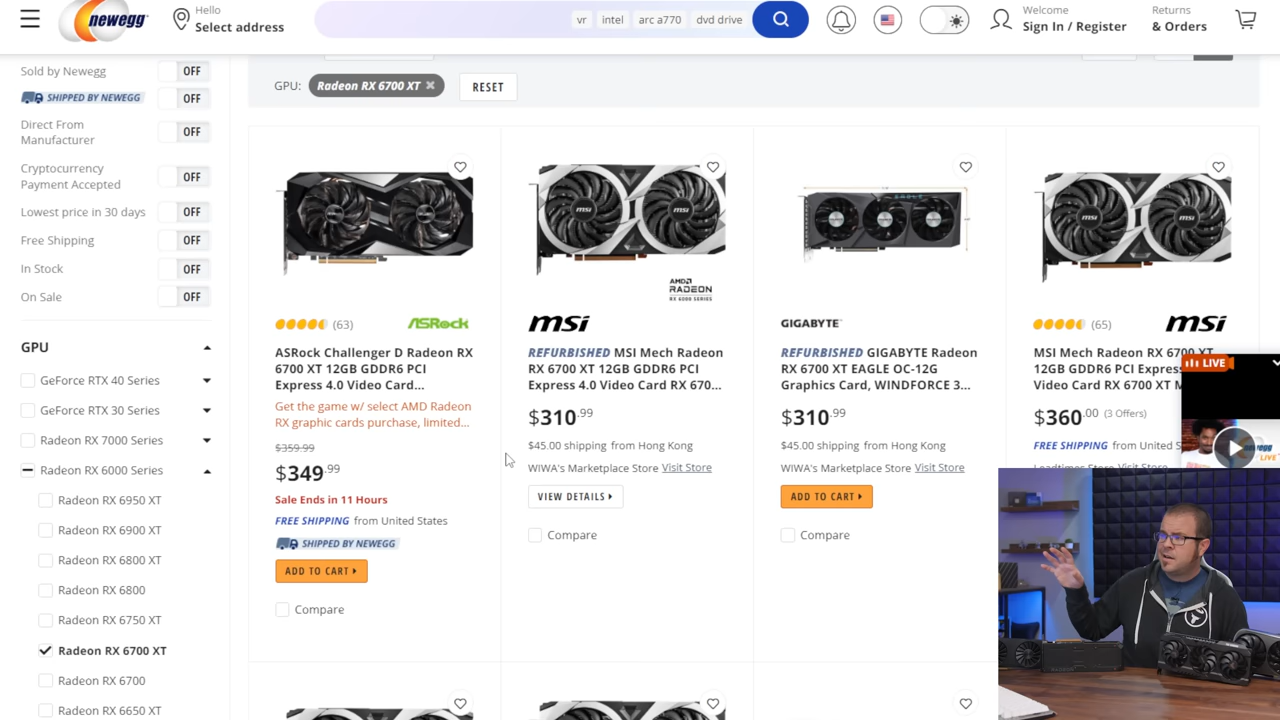 newegg
Hello
Select address
vr
intel
arc a770
dvd drive
Welcome
Sign In / Register
Returns
& Orders
Sold by Newegg
OFF
SHIPPED BY NEWEGG
OFF
Direct From
Manufacturer
OFF
Cryptocurrency
Payment Accepted
OFF
Lowest price in 30 days
OFF
Free Shipping
OFF
In Stock
OFF
On Sale
OFF
GPU
GeForce RTX 40 Series
GeForce RTX 30 Series
Radeon RX 7000 Series
Radeon RX 6000 Series
Radeon RX 6950 XT
Radeon RX 6900 XT
Radeon RX 6800 XT
Radeon RX 6800
Radeon RX 6750 XT
Radeon RX 6700 XT
Radeon RX 6700
Radeon RX 6650 XT
GPU:
Radeon RX 6700 XT
RESET
(63)
ASRock
ASRock Challenger D Radeon RX
6700 XT 12GB GDDR6 PCI
Express 4.0 Video Card...
Get the game w/ select AMD Radeon
RX graphic cards purchase, limited...
$359.99
$349.99
Sale Ends in 11 Hours
FREE SHIPPING from United States
SHIPPED BY NEWEGG
ADD TO CART
Compare
msi
AMD
RADEON
RX 6000 SERIES
msi
REFURBISHED MSI Mech Radeon
RX 6700 XT 12GB GDDR6 PCI
Express 4.0 Video Card RX 670...
$310.99
$45.00 shipping from Hong Kong
WIWA's Marketplace Store Visit Store
VIEW DETAILS
Compare
EAGLE
GIGABYTE
REFURBISHED GIGABYTE Radeon
RX 6700 XT EAGLE OC-12G
Graphics Card, WINDFORCE 3...
$310.99
$45.00 shipping from Hong Kong
WIWA's Marketplace Store Visit Store
ADD TO CART
Compare
msi
msi
(65)
msi
MSI Mech Radeon RX 6700 XT
12GB GDDR6 PCI Express 4.0
Video Card RX 6700 XT M
$360.00 (3 Offers)
FREE SHIPPING from United S
Visit Store
LIVE
newegg
LIVE